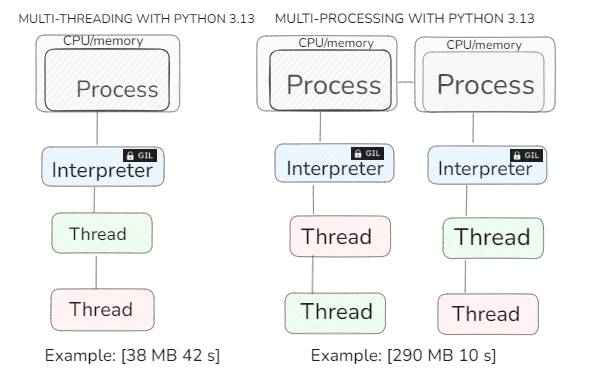 MULTI-THREADING WITH PYTHON 3.13
CPU/memory
Process
GIL
Interpreter
Thread
Thread
Example: [38 MB 42 s]
MULTI-PROCESSING WITH PYTHON 3.13
CPU/memory
Process
GIL
Interpreter
Thread
Thread
CPU/memory
Process
GIL
Interpreter
Thread
Thread
Example: [290 MB 10 s]